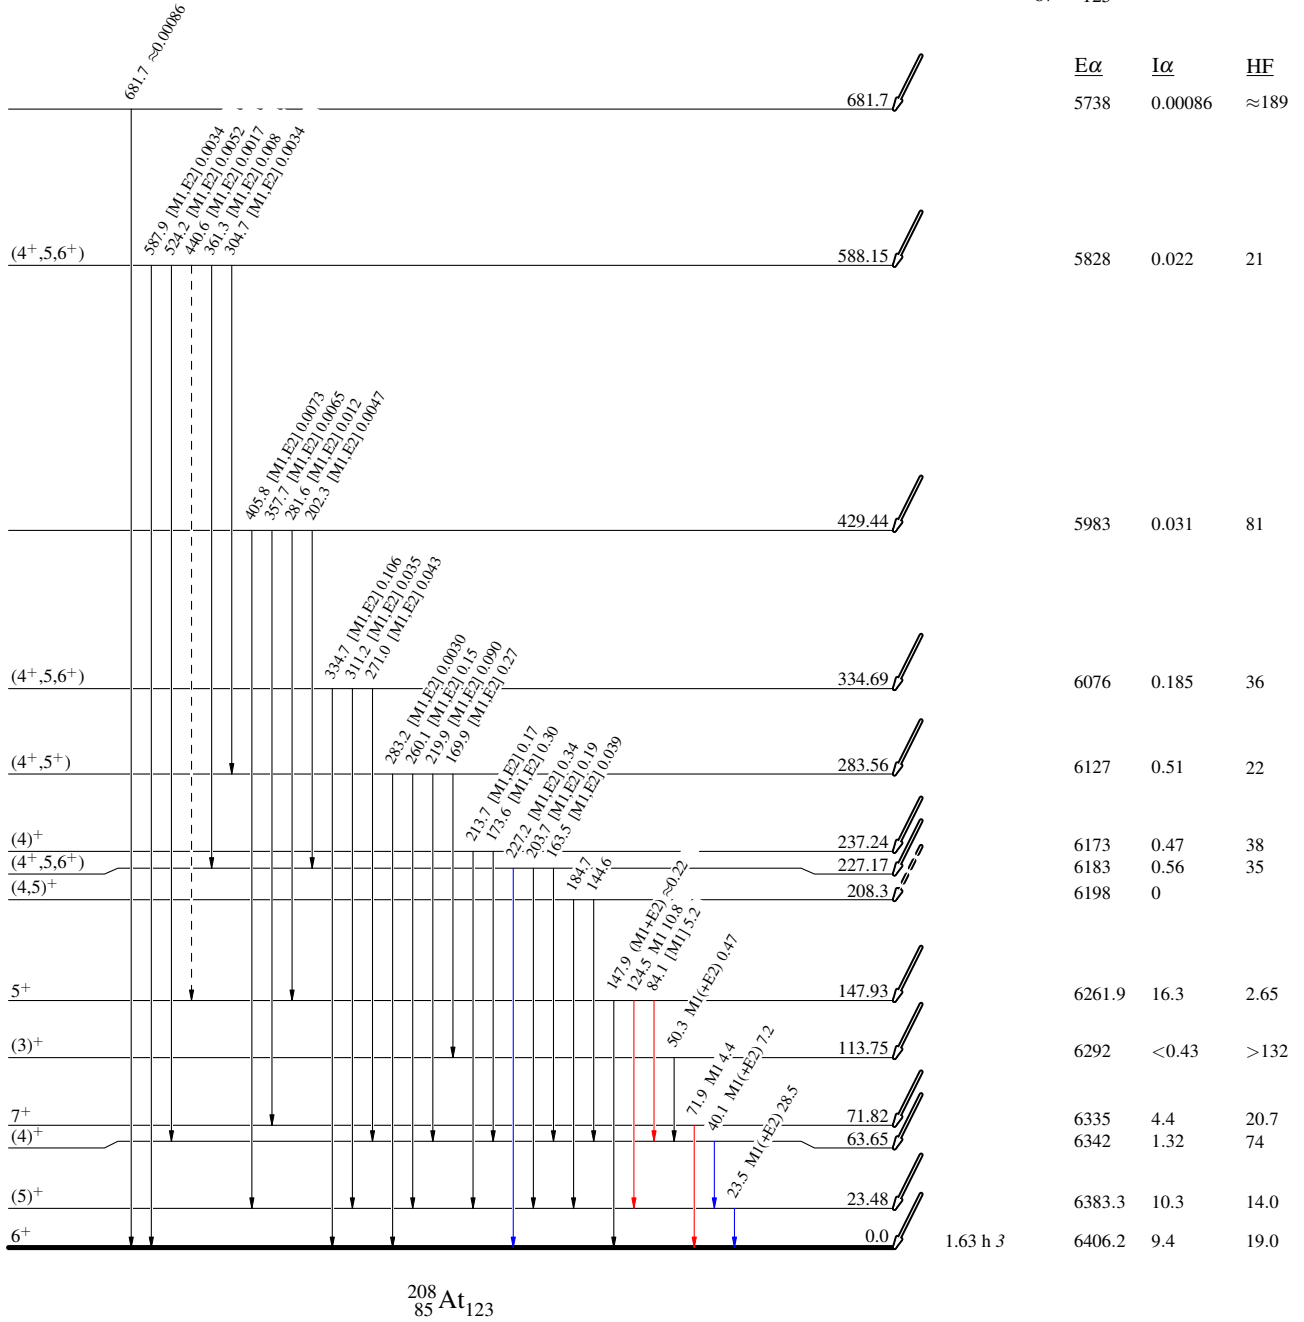 Eα Iα HF
681.7 ≈0.00086
681.7 5738 0.00086 ≈189
587.9 [M1,E2] 0.0034
524.2 [M1,E2] 0.0052
440.6 [M1,E2] 0.0017
361.3 [M1,E2] 0.008
304.7 [M1,E2] 0.0034
(4⁺,5,6⁺) 588.15 5828 0.022 21
405.8 [M1,E2] 0.0073
357.7 [M1,E2] 0.0065
281.6 [M1,E2] 0.012
202.3 [M1,E2] 0.0047
429.44 5983 0.031 81
334.7 [M1,E2] 0.106
311.2 [M1,E2] 0.035
271.0 [M1,E2] 0.043
(4⁺,5,6⁺) 334.69 6076 0.185 36
283.2 [M1,E2] 0.0030
260.1 [M1,E2] 0.15
219.9 [M1,E2] 0.090
169.9 [M1,E2] 0.27
(4⁺,5⁺) 283.56 6127 0.51 22
213.7 [M1,E2] 0.17
173.6 [M1,E2] 0.30
(4)⁺ 237.24 6173 0.47 38
227.2 [M1,E2] 0.34
203.7 [M1,E2] 0.19
163.5 [M1,E2] 0.039
(4⁺,5,6⁺) 227.17 6183 0.56 35
184.7
144.6
(4,5)⁺ 208.3 6198 0
147.9 (M1+E2) ≈0.22
124.5 M1 10.8
84.1 [M1] 5.2
5⁺ 147.93 6261.9 16.3 2.65
50.3 M1(+E2) 0.47
(3)⁺ 113.75 6292 <0.43 >132
71.9 M1 4.4
7⁺ 71.82 6335 4.4 20.7
40.1 M1(+E2) 7.2
(4)⁺ 63.65 6342 1.32 74
23.5 M1(+E2) 28.5
(5)⁺ 23.48 6383.3 10.3 14.0
6⁺ 0.0 1.63 h 3 6406.2 9.4 19.0
²⁰⁸₈₅At₁₂₃